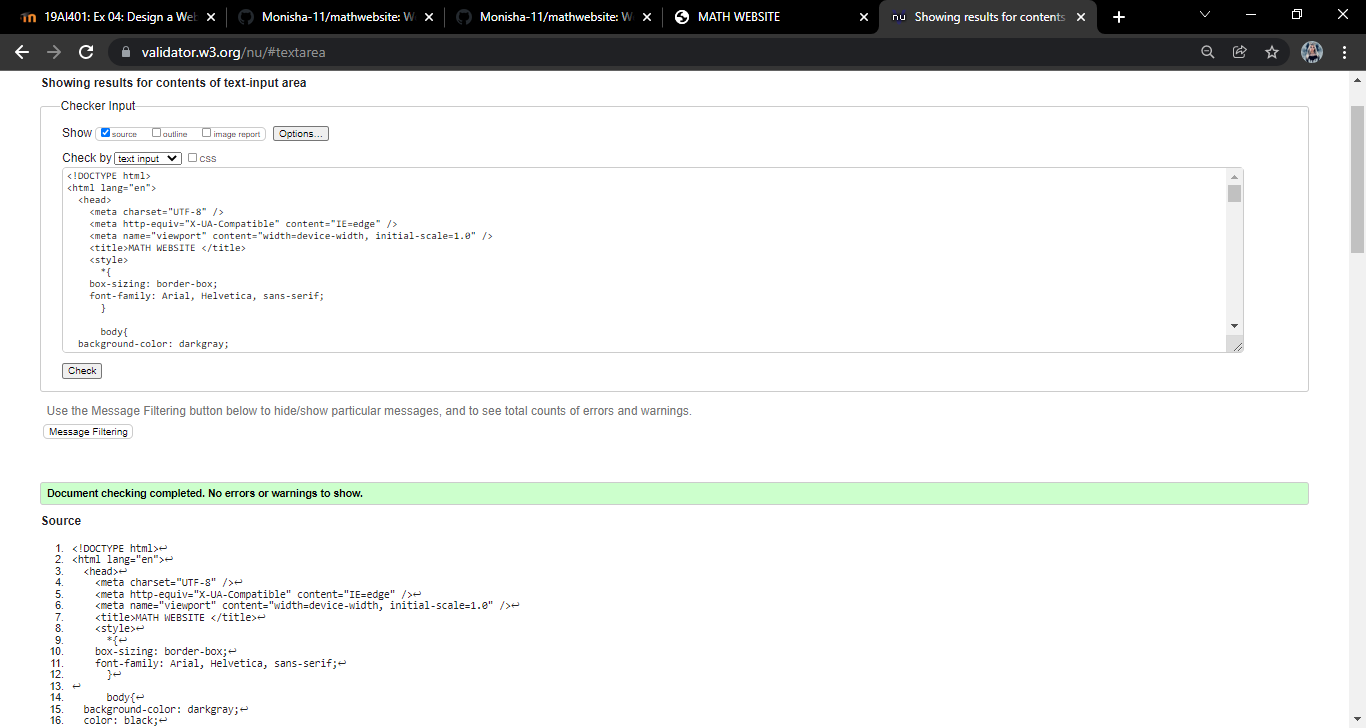 19AI401: Ex 04: Design a Web
Monisha-11/mathwebsite: W
Monisha-11/mathwebsite: W
MATH WEBSITE
nu Showing results for contents
validator.w3.org/nu/#textarea
Showing results for contents of text-input area
Checker Input
Show source outline image report Options...
Check by text input css
<!DOCTYPE html>
<html lang="en">
<head>
<meta charset="UTF-8" />
<meta http-equiv="X-UA-Compatible" content="IE=edge" />
<meta name="viewport" content="width=device-width, initial-scale=1.0" />
<title>MATH WEBSITE </title>
<style>
*{
box-sizing: border-box;
font-family: Arial, Helvetica, sans-serif;
}
body{
background-color: darkgray;
Check
Use the Message Filtering button below to hide/show particular messages, and to see total counts of errors and warnings.
Message Filtering
Document checking completed. No errors or warnings to show.
Source
1. <!DOCTYPE html>↩
2. <html lang="en">↩
3. <head>↩
4. <meta charset="UTF-8" />↩
5. <meta http-equiv="X-UA-Compatible" content="IE=edge" />↩
6. <meta name="viewport" content="width=device-width, initial-scale=1.0" />↩
7. <title>MATH WEBSITE </title>↩
8. <style>↩
9. *{↩
10. box-sizing: border-box;↩
11. font-family: Arial, Helvetica, sans-serif;↩
12. }↩
13. ↩
14. body{↩
15. background-color: darkgray;↩
16. color: black;↩